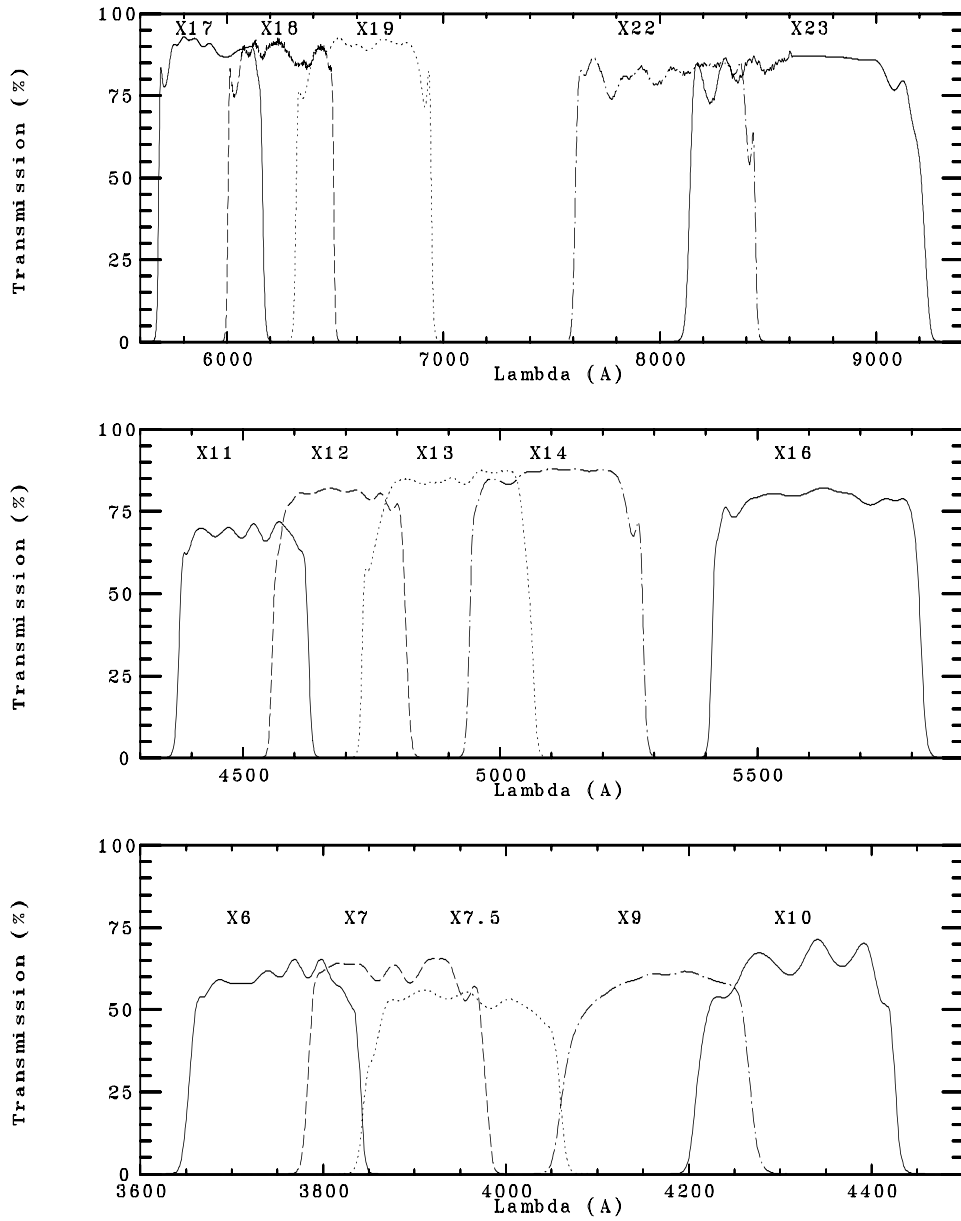 X17 X18 X19 X22 X23
100
75
50
25
0
Transmission (%)
6000 7000 8000 9000
Lambda (A)
X11 X12 X13 X14 X16
100
75
50
25
0
Transmission (%)
4500 5000 5500
Lambda (A)
X6 X7 X7.5 X9 X10
100
75
50
25
0
Transmission (%)
3600 3800 4000 4200 4400
Lambda (A)